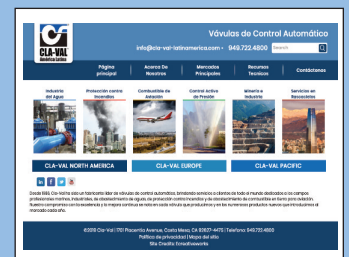 CLA-VAL
América Latina
Vávulas de Control Automático
info@cla-val-latinamerica.com • 949.722.4800 Search
Página principal
Acerca De Nosotros
Mercados Principales
Recursos Tecnicos
Contáctenos
Industria del Agua
Protección contra Incendios
Combustible de Aviación
Control Activo de Presión
Minería e Industria
Servicios en Rascacielos
CLA-VAL NORTH AMERICA
CLA-VAL EUROPE
CLA-VAL PACIFIC
Desde 1936, Cla-Val ha sido un fabricante líder de válvulas de control automático, brindando servicios a clientes de todo el mundo dedicados a los campos
profesionales marinos, industriales, de abastecimiento de aguas, de protección contra incendios y de abastecimiento de combustible en tierra para aviación.
Nuestro compromiso con la excelencia y la mejora continua se nota en cada válvula que producimos y en los numerosos productos nuevos que introducimos al
mercado cada año.
©2019 Cla-Val | 1701 Placentia Avenue, Costa Mesa, CA 92627-4475 | Teléfono: 949.722.4800
Política de privacidad | Mapa del sitio
Site Credits: Ecreativeworks